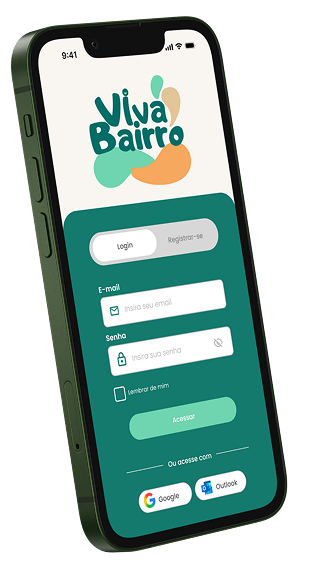 9:41
Viva
Bairro
Login
Registrar-se
E-mail
Insira seu email
Senha
Insira sua senha
Lembrar de mim
Acessar
Ou acesse com
Google
Outlook